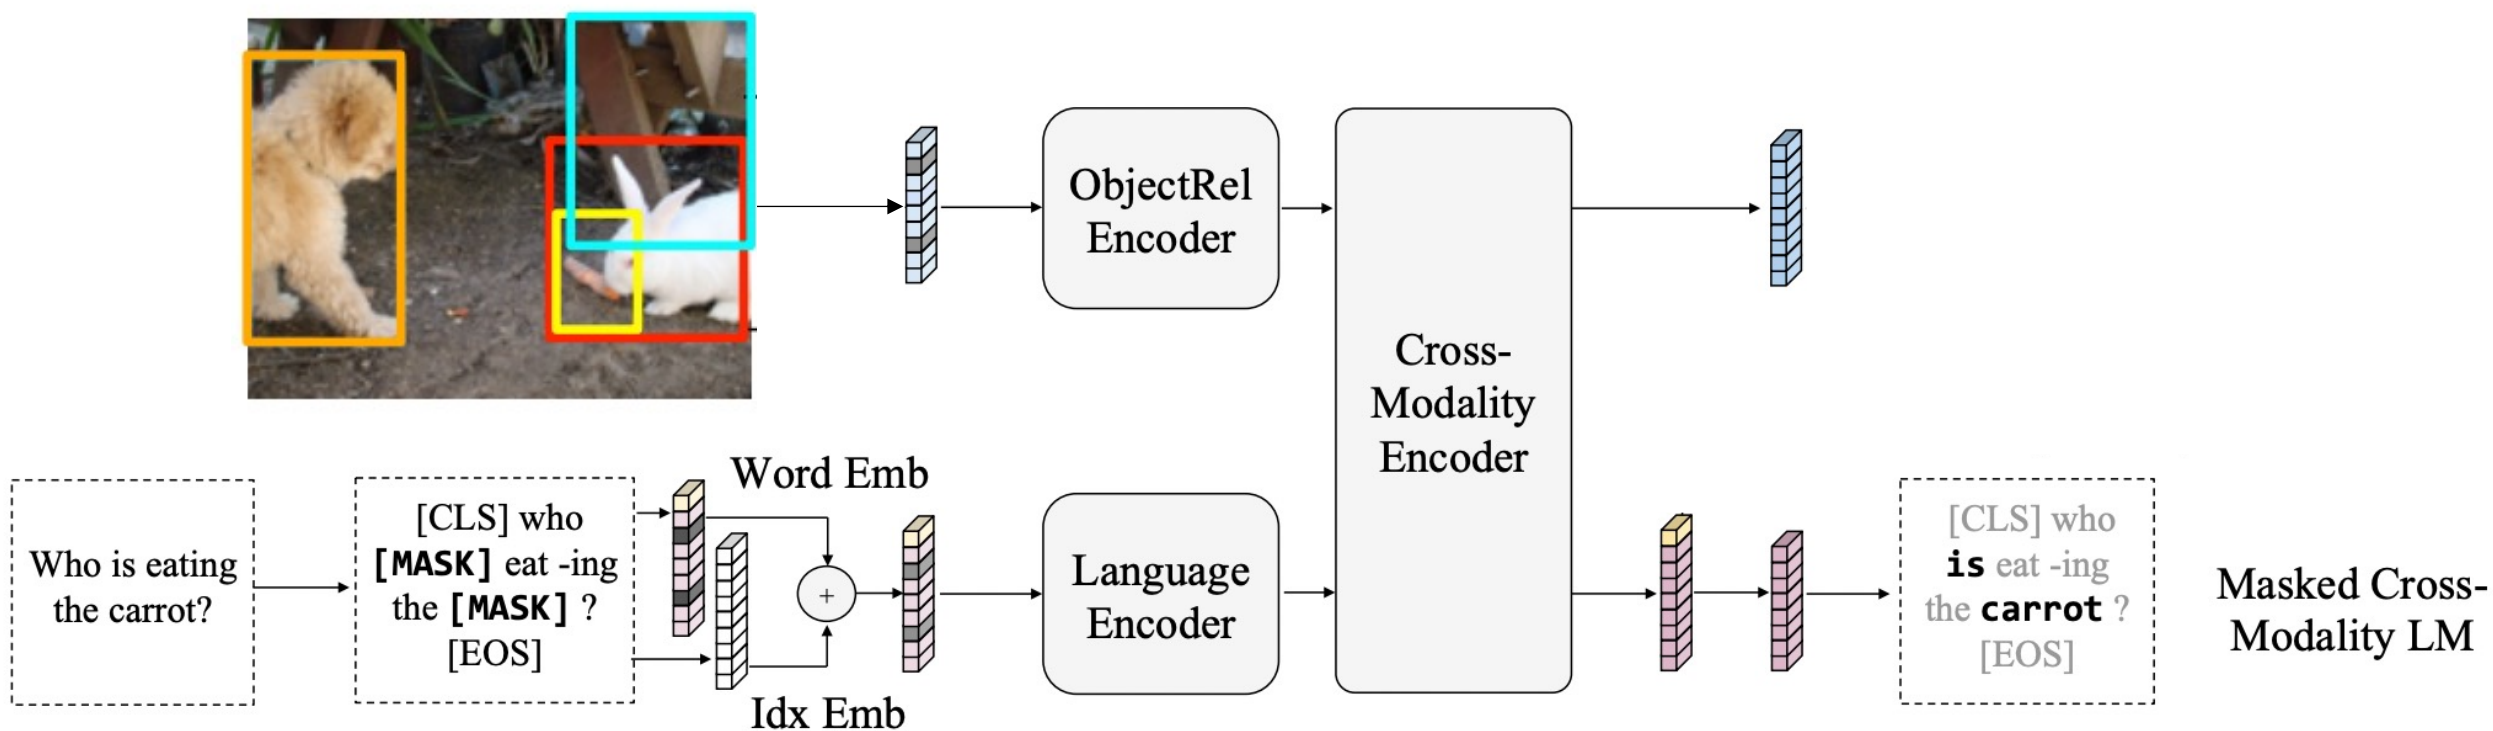 ObjectRel
Encoder
Cross-
Modality
Encoder
Who is eating
the carrot?
[CLS] who
[MASK] eat -ing
the [MASK] ?
[EOS]
Word Emb
+
Idx Emb
Language
Encoder
[CLS] who
is eat -ing
the carrot ?
[EOS]
Masked Cross-
Modality LM